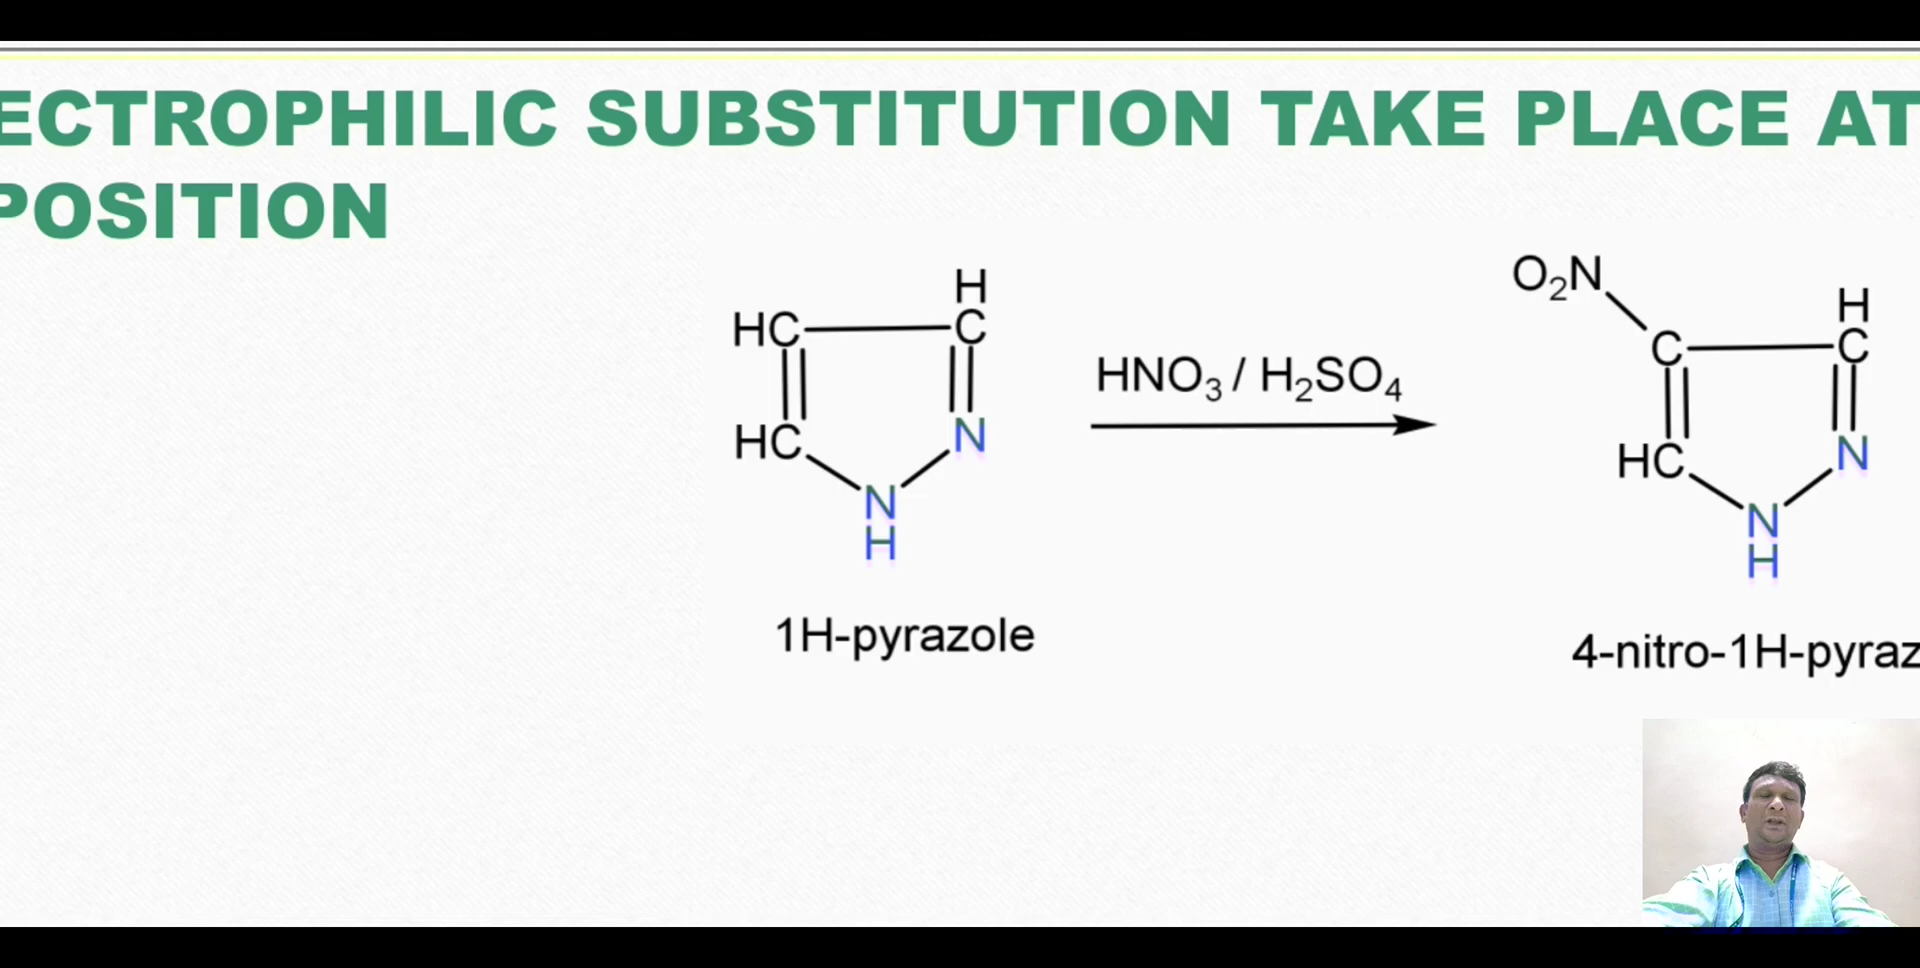 ECTROPHILIC SUBSTITUTION TAKE PLACE AT
POSITION
H
HC C
HC N
N
H
1H-pyrazole
HNO₃ / H₂SO₄
O₂N
H
C C
HC N
N
H
4-nitro-1H-pyraz